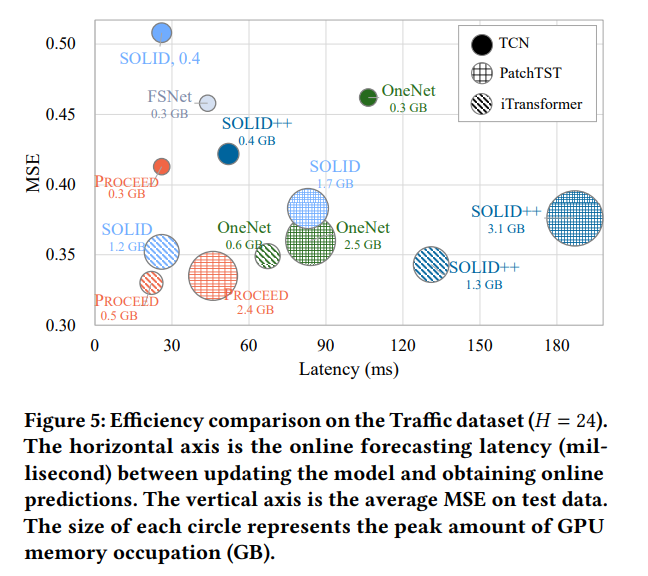 0.50
0.45
0.40
0.35
0.30
MSE
0
30
60
90
120
150
180
Latency (ms)
TCN
PatchTST
iTransformer
SOLID, 0.4
FSNet
0.3 GB
OneNet
0.3 GB
SOLID++
0.4 GB
PROCEED
0.3 GB
SOLID
1.7 GB
SOLID
1.2 GB
OneNet
0.6 GB
OneNet
2.5 GB
SOLID++
3.1 GB
SOLID++
1.3 GB
PROCEED
0.5 GB
PROCEED
2.4 GB
Figure 5: Efficiency comparison on the Traffic dataset (H = 24).
The horizontal axis is the online forecasting latency (mil-
lisecond) between updating the model and obtaining online
predictions. The vertical axis is the average MSE on test data.
The size of each circle represents the peak amount of GPU
memory occupation (GB).